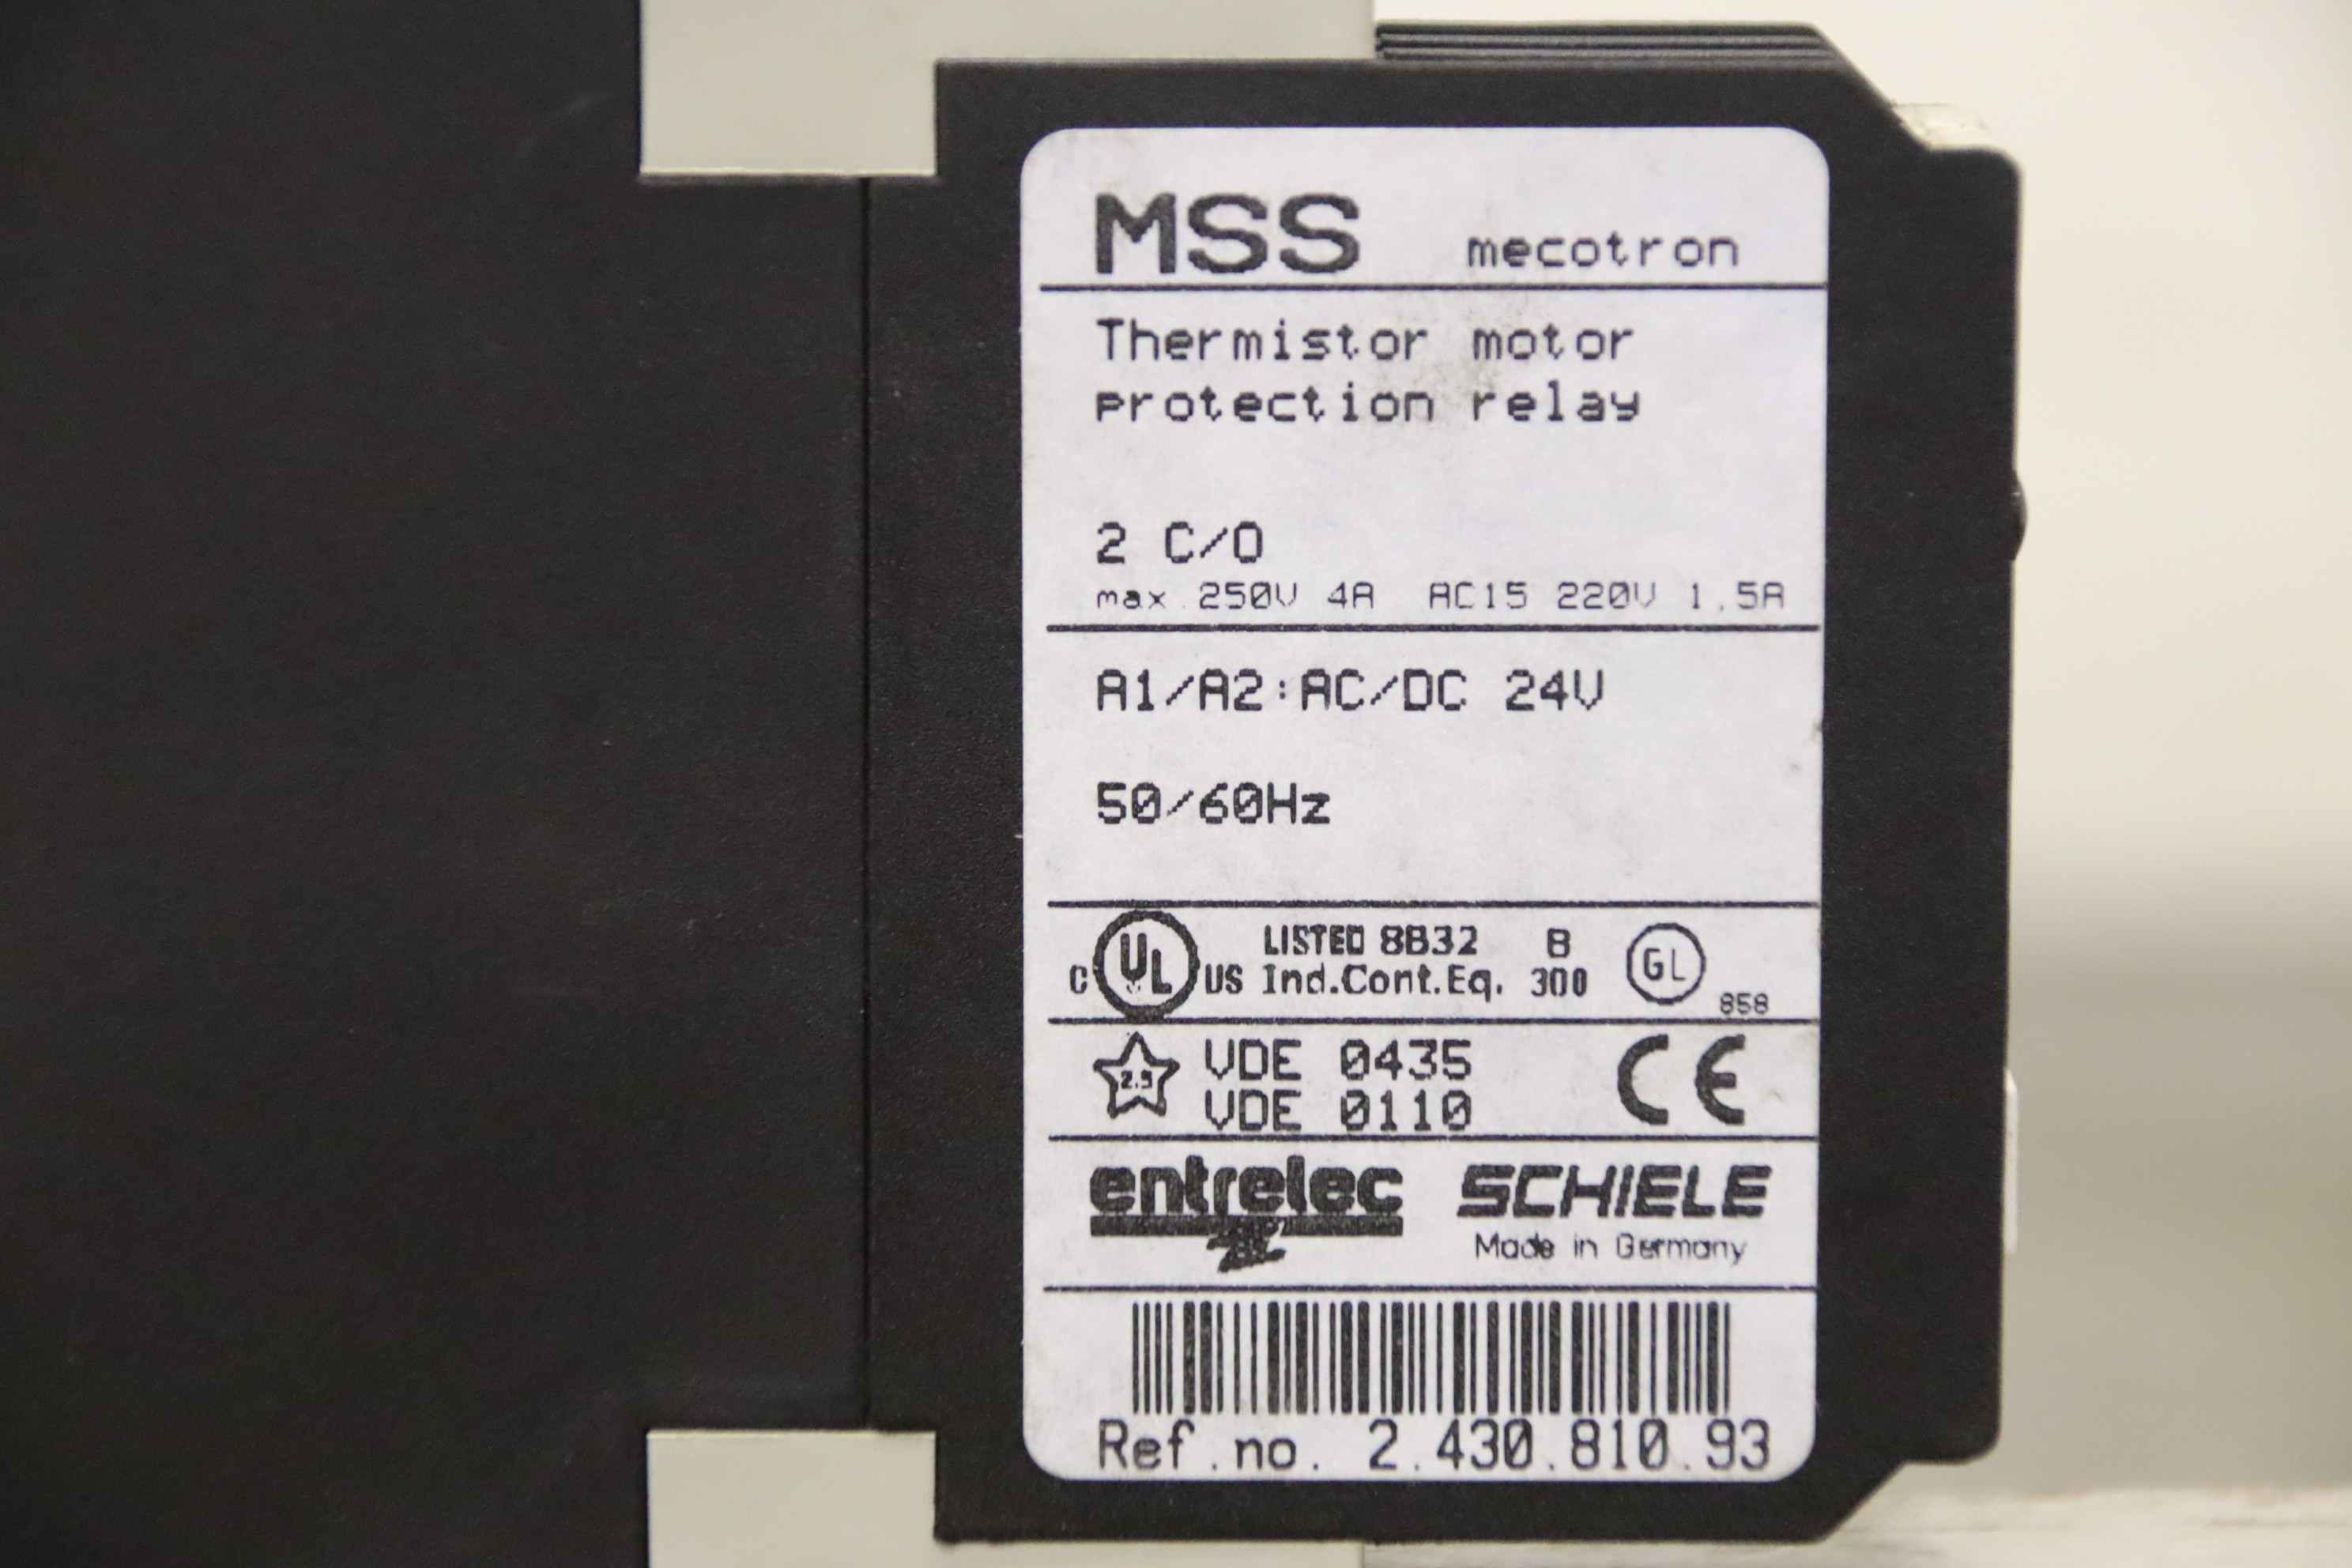 MSS mecotron
Thermistor motor
protection relay
2 C/O
max.250V 4A AC15 220V 1.5A
A1/A2:AC/DC 24V
50/60Hz
C UL US LISTED 8B32 B
Ind.Cont.Eq. 300 GL
858
VDE 0435 CE
VDE 0110
entrelec SCHIELE
Made in Germany
Ref.no. 2.430.810.93